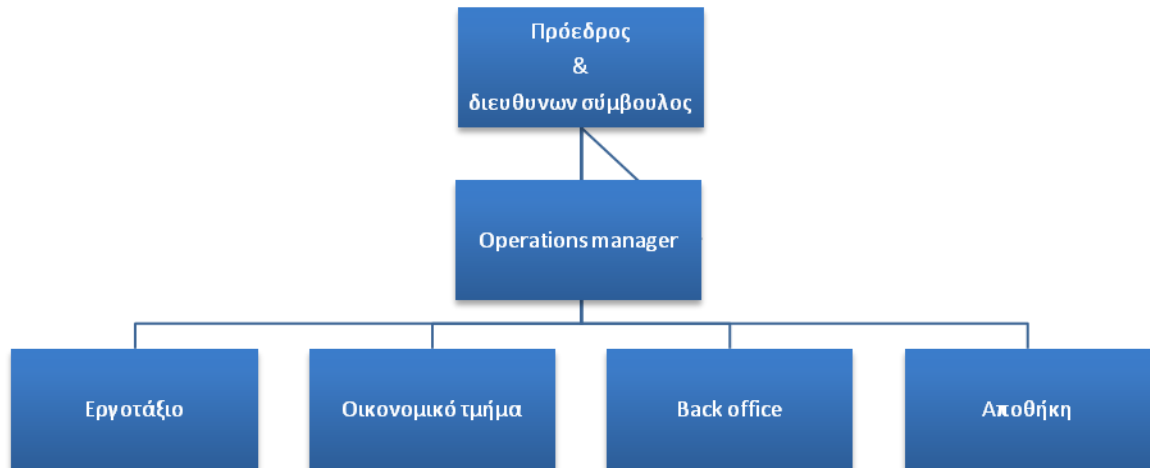 Πρόεδρος
&
διευθυνων σύμβουλος
Operations manager
Εργοτάξιο
Οικονομικό τμήμα
Back office
Αποθήκη